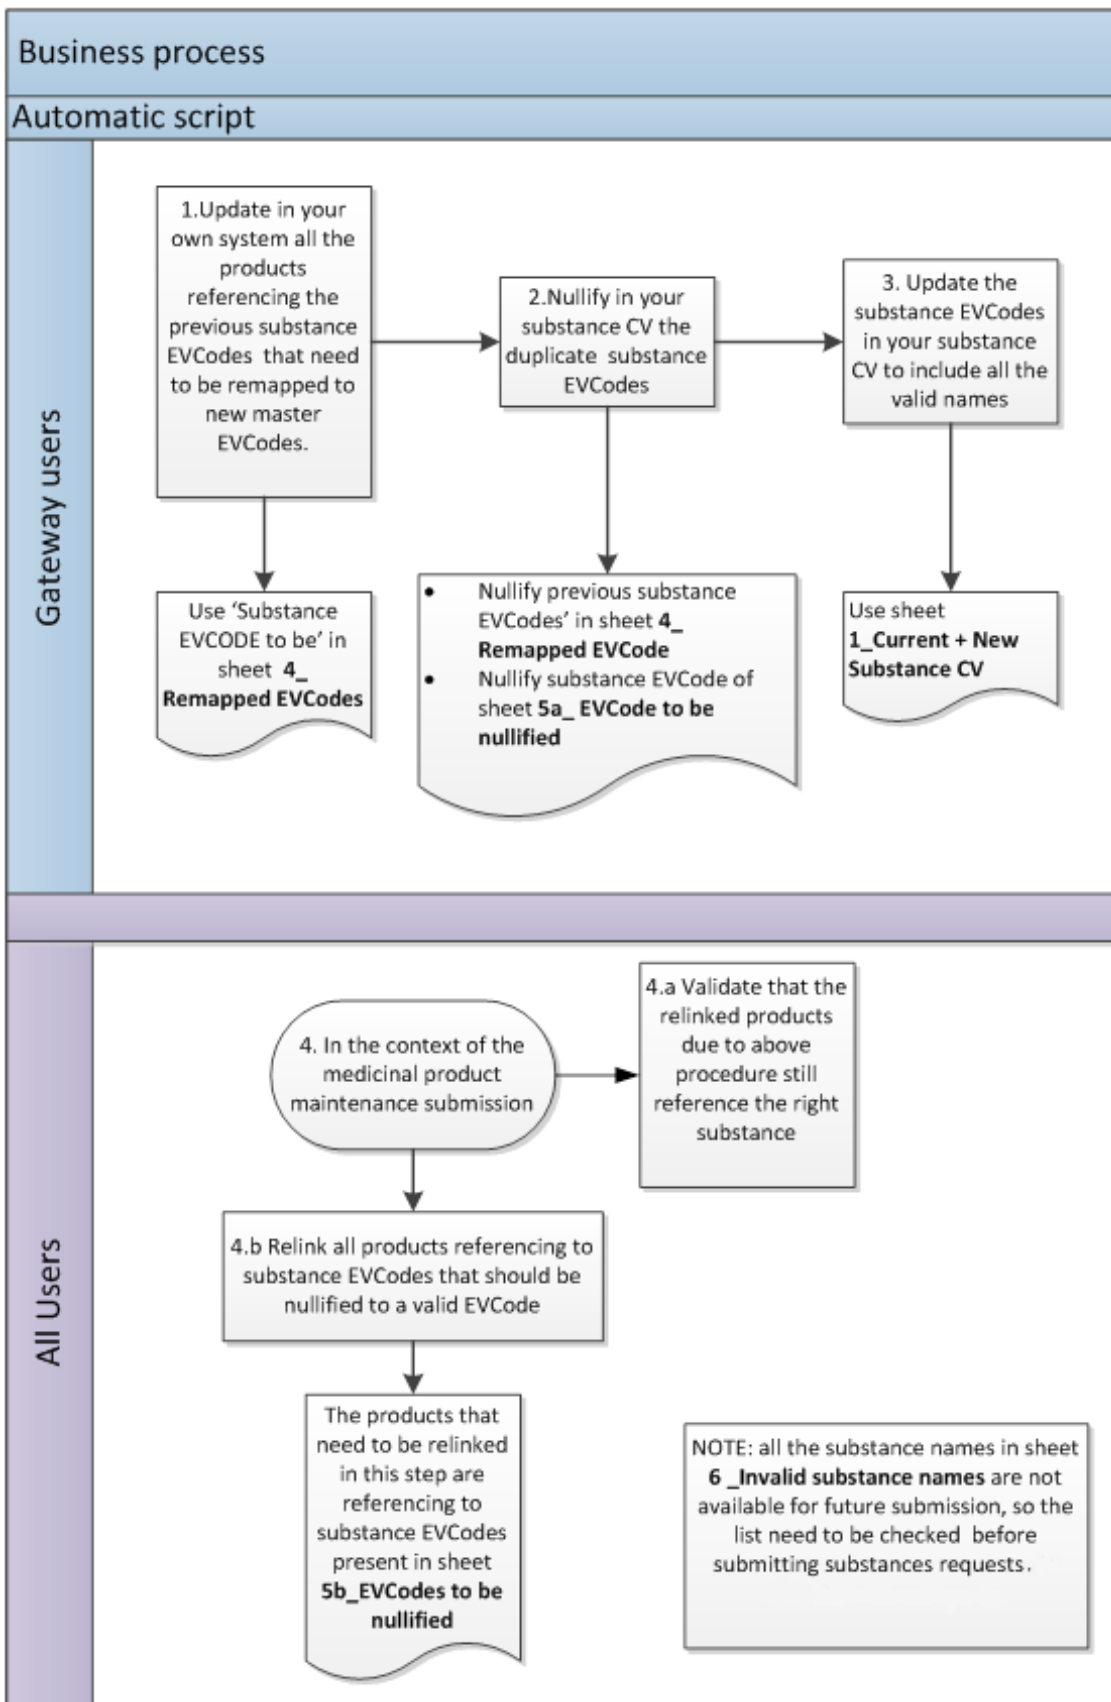 Business process
Automatic script
Gateway users
1.Update in your
own system all the
products
referencing the
previous substance
EVCodes that need
to be remapped to
new master
EVCodes.
2.Nullify in your
substance CV the
duplicate substance
EVCodes
3. Update the
substance EVCodes
in your substance
CV to include all the
valid names
Use ‘Substance
EVCODE to be’ in
sheet 4_
Remapped EVCodes
• Nullify previous substance
EVCodes’ in sheet 4_
Remapped EVCode
• Nullify substance EVCode of
sheet 5a_ EVCode to be
nullified
Use sheet
1_Current + New
Substance CV
All Users
4. In the context of the
medicinal product
maintenance submission
4.a Validate that the
relinked products
due to above
procedure still
reference the right
substance
4.b Relink all products referencing to
substance EVCodes that should be
nullified to a valid EVCode
The products that
need to be relinked
in this step are
referencing to
substance EVCodes
present in sheet
5b_EVCodes to be
nullified
NOTE: all the substance names in sheet
6 _Invalid substance names are not
available for future submission, so the
list need to be checked before
submitting substances requests.